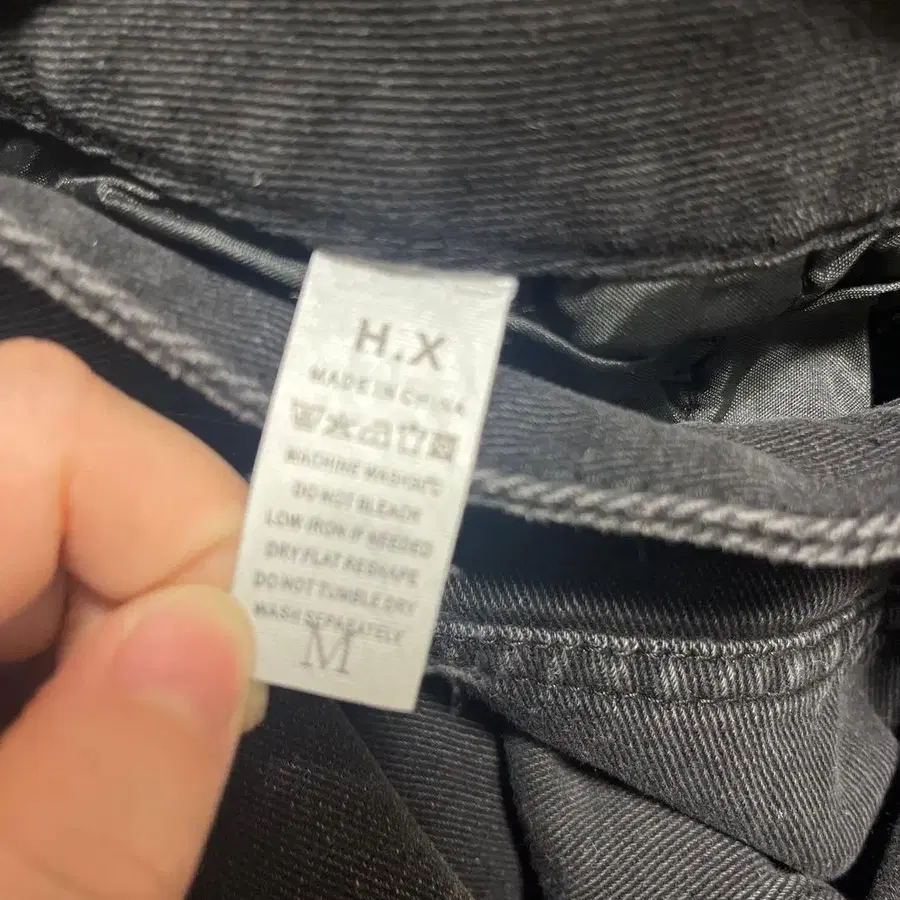 H.X
MADE IN CHINA
MACHINE WASH
DO NOT BLEACH
LOW IRON IF NEEDED
DRY FLAT RESHAPE
DO NOT TUMBLE DRY
WASH SEPARATELY
M